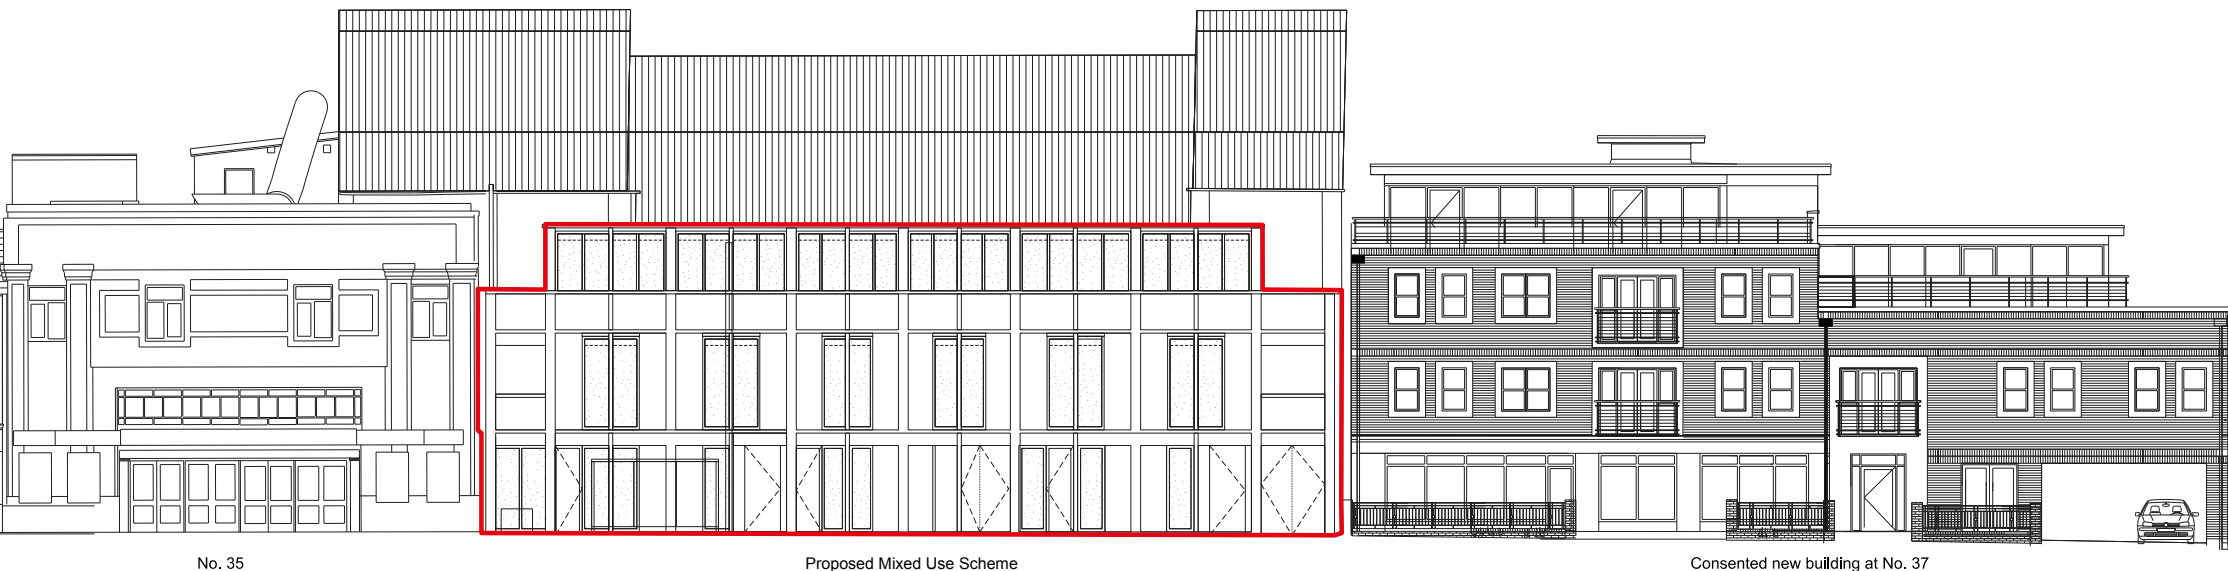 No. 35
Proposed Mixed Use Scheme
Consented new building at No. 37